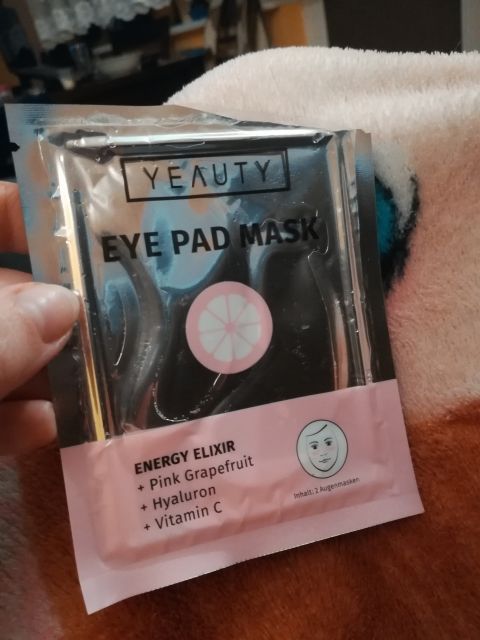 YEAUTY
EYE PAD MASK
ENERGY ELIXIR
+ Pink Grapefruit
+ Hyaluron
+ Vitamin C
Inhalt: 2 Augenmasken